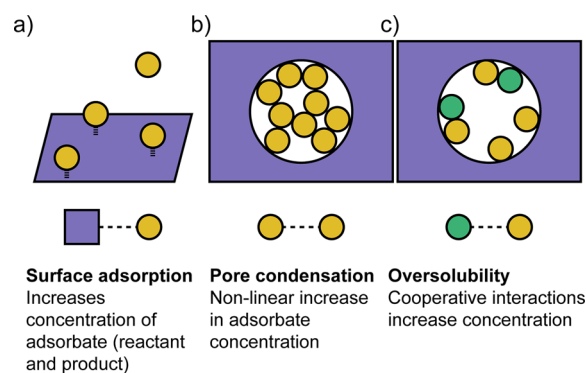 a)
b)
c)
Surface adsorption
Increases
concentration of
adsorbate (reactant
and product)
Pore condensation
Non-linear increase
in adsorbate
concentration
Oversolubility
Cooperative interactions
increase concentration